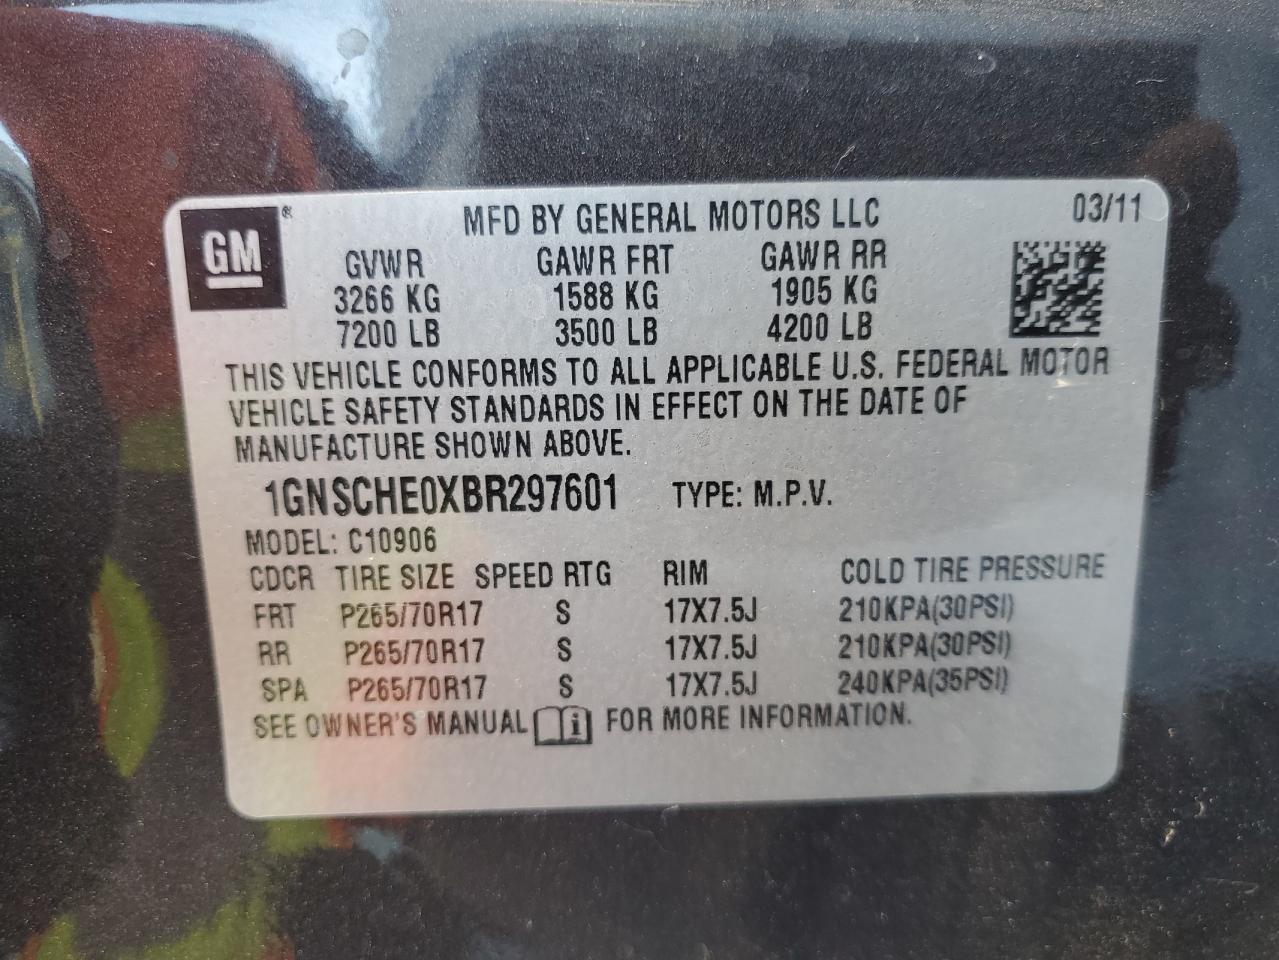 GM ® MFD BY GENERAL MOTORS LLC 03/11
GVWR GAWR FRT GAWR RR
3266 KG 1588 KG 1905 KG
7200 LB 3500 LB 4200 LB
THIS VEHICLE CONFORMS TO ALL APPLICABLE U.S. FEDERAL MOTOR
VEHICLE SAFETY STANDARDS IN EFFECT ON THE DATE OF
MANUFACTURE SHOWN ABOVE.
1GNSCHE0XBR297601 TYPE: M.P.V.
MODEL: C10906
CDCR TIRE SIZE SPEED RTG RIM COLD TIRE PRESSURE
FRT P265/70R17 S 17X7.5J 210KPA(30PSI)
RR P265/70R17 S 17X7.5J 210KPA(30PSI)
SPA P265/70R17 S 17X7.5J 240KPA(35PSI)
SEE OWNER'S MANUAL i FOR MORE INFORMATION.